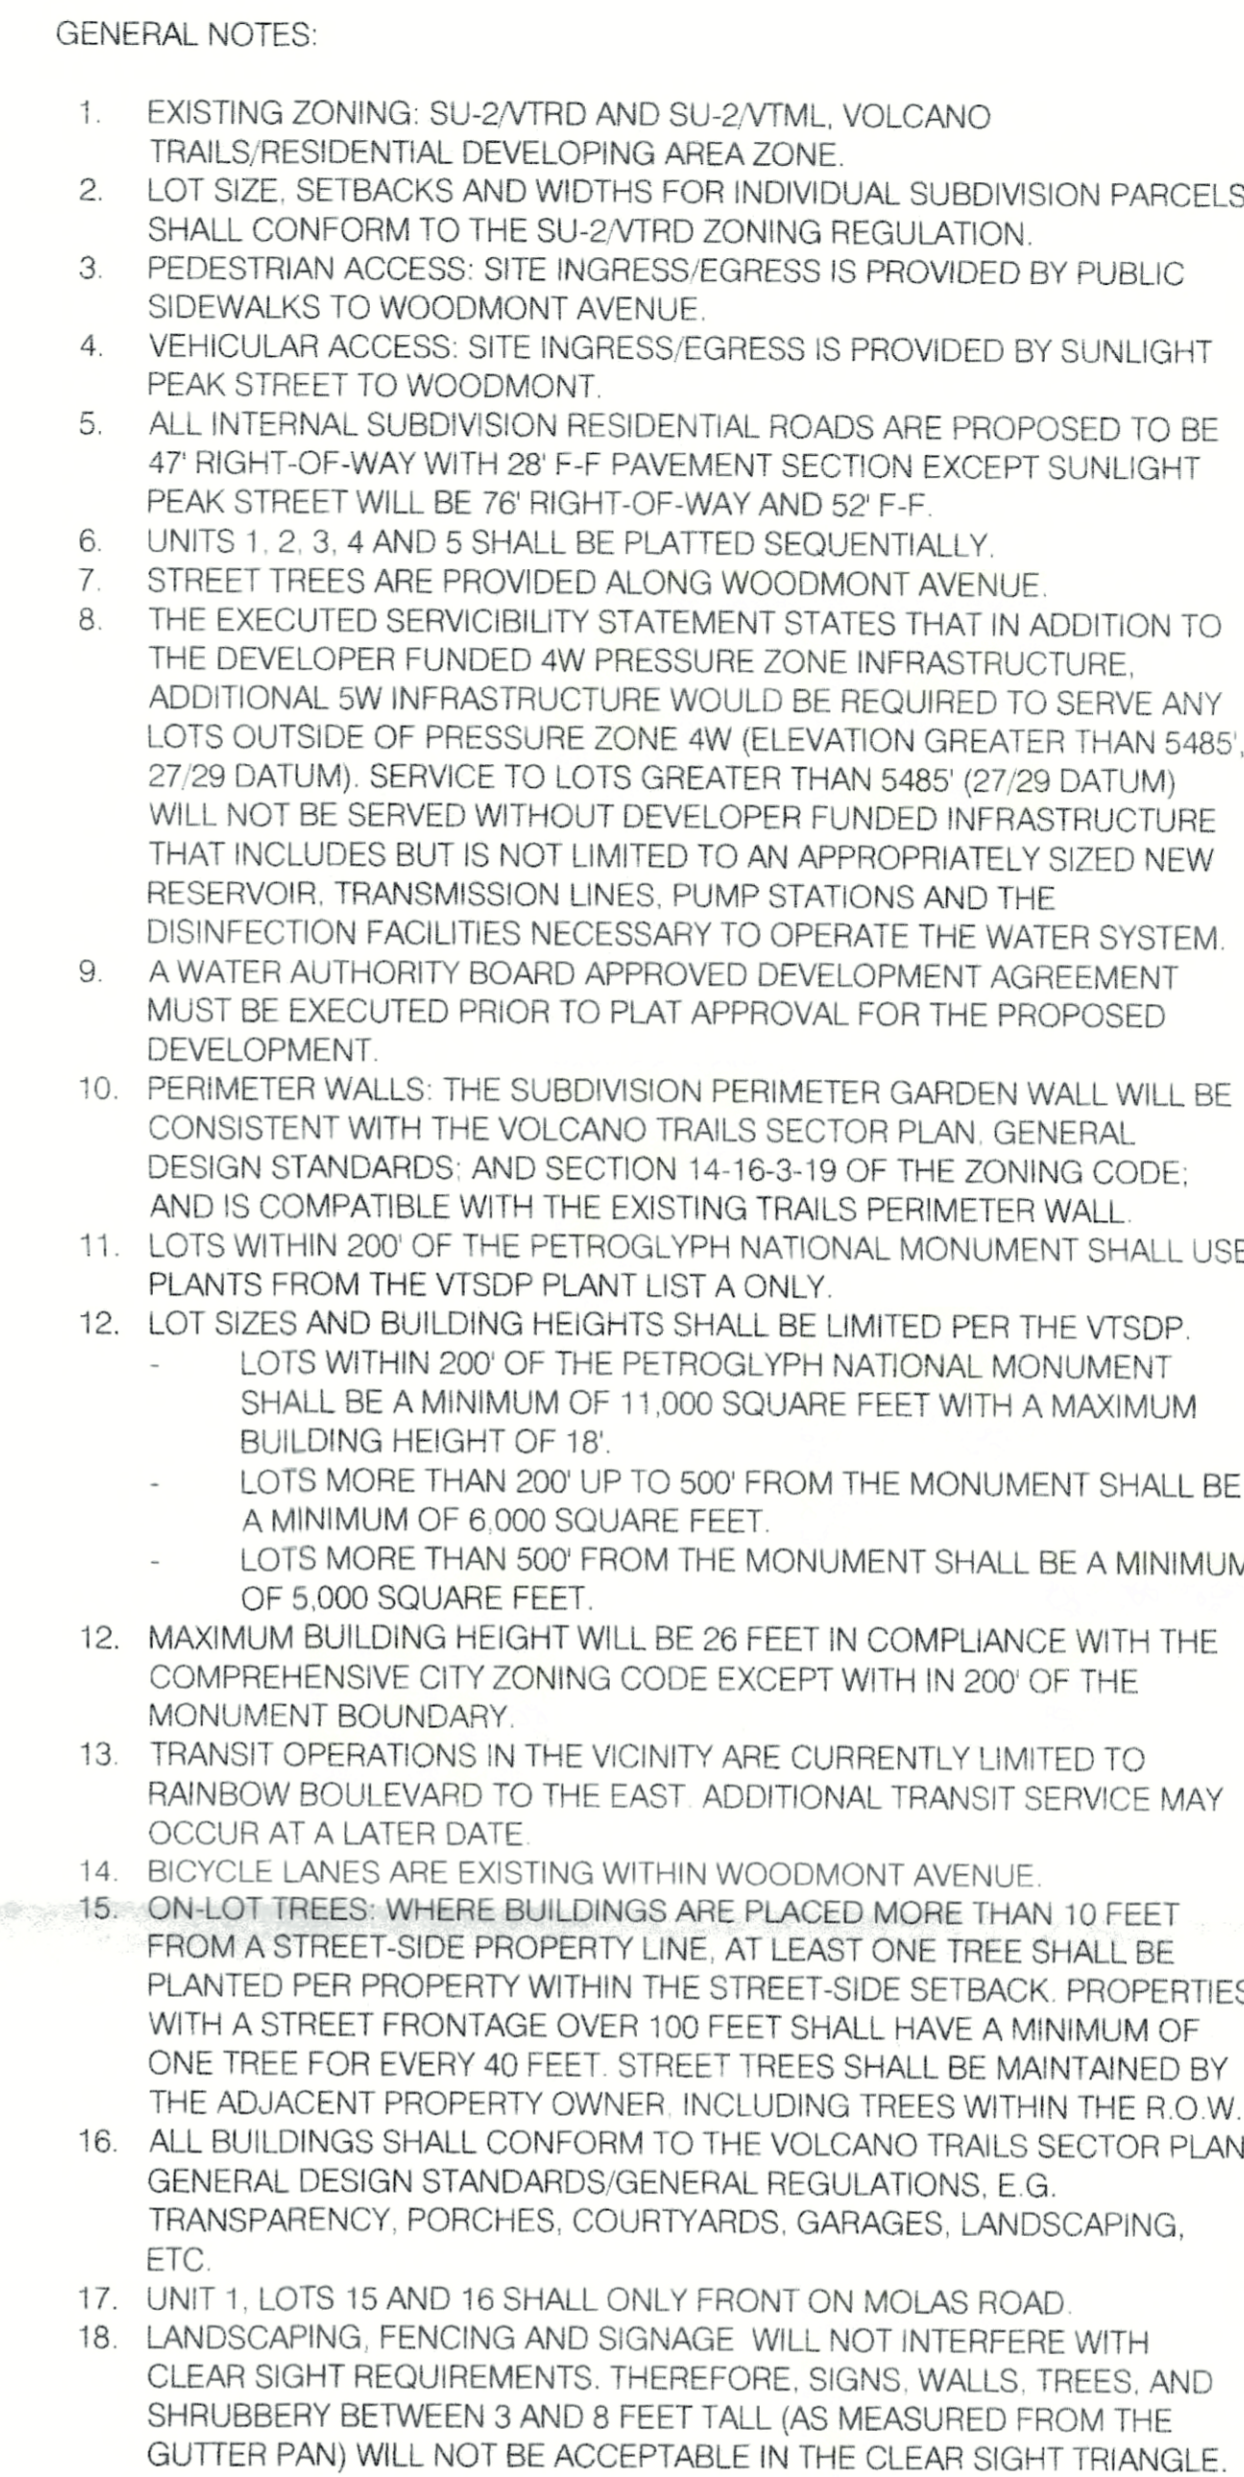 GENERAL NOTES:
1. EXISTING ZONING: SU-2/VTRD AND SU-2/VTML, VOLCANO
TRAILS/RESIDENTIAL DEVELOPING AREA ZONE.
2. LOT SIZE, SETBACKS AND WIDTHS FOR INDIVIDUAL SUBDIVISION PARCELS
SHALL CONFORM TO THE SU-2/VTRD ZONING REGULATION.
3. PEDESTRIAN ACCESS: SITE INGRESS/EGRESS IS PROVIDED BY PUBLIC
SIDEWALKS TO WOODMONT AVENUE.
4. VEHICULAR ACCESS: SITE INGRESS/EGRESS IS PROVIDED BY SUNLIGHT
PEAK STREET TO WOODMONT.
5. ALL INTERNAL SUBDIVISION RESIDENTIAL ROADS ARE PROPOSED TO BE
47' RIGHT-OF-WAY WITH 28' F-F PAVEMENT SECTION EXCEPT SUNLIGHT
PEAK STREET WILL BE 76' RIGHT-OF-WAY AND 52' F-F.
6. UNITS 1, 2, 3, 4 AND 5 SHALL BE PLATTED SEQUENTIALLY.
7. STREET TREES ARE PROVIDED ALONG WOODMONT AVENUE.
8. THE EXECUTED SERVICIBILITY STATEMENT STATES THAT IN ADDITION TO
THE DEVELOPER FUNDED 4W PRESSURE ZONE INFRASTRUCTURE,
ADDITIONAL 5W INFRASTRUCTURE WOULD BE REQUIRED TO SERVE ANY
LOTS OUTSIDE OF PRESSURE ZONE 4W (ELEVATION GREATER THAN 5485',
27/29 DATUM). SERVICE TO LOTS GREATER THAN 5485' (27/29 DATUM)
WILL NOT BE SERVED WITHOUT DEVELOPER FUNDED INFRASTRUCTURE
THAT INCLUDES BUT IS NOT LIMITED TO AN APPROPRIATELY SIZED NEW
RESERVOIR, TRANSMISSION LINES, PUMP STATIONS AND THE
DISINFECTION FACILITIES NECESSARY TO OPERATE THE WATER SYSTEM.
9. A WATER AUTHORITY BOARD APPROVED DEVELOPMENT AGREEMENT
MUST BE EXECUTED PRIOR TO PLAT APPROVAL FOR THE PROPOSED
DEVELOPMENT.
10. PERIMETER WALLS: THE SUBDIVISION PERIMETER GARDEN WALL WILL BE
CONSISTENT WITH THE VOLCANO TRAILS SECTOR PLAN, GENERAL
DESIGN STANDARDS; AND SECTION 14-16-3-19 OF THE ZONING CODE;
AND IS COMPATIBLE WITH THE EXISTING TRAILS PERIMETER WALL.
11. LOTS WITHIN 200' OF THE PETROGLYPH NATIONAL MONUMENT SHALL USE
PLANTS FROM THE VTSDP PLANT LIST A ONLY.
12. LOT SIZES AND BUILDING HEIGHTS SHALL BE LIMITED PER THE VTSDP.
- LOTS WITHIN 200' OF THE PETROGLYPH NATIONAL MONUMENT
SHALL BE A MINIMUM OF 11,000 SQUARE FEET WITH A MAXIMUM
BUILDING HEIGHT OF 18'.
- LOTS MORE THAN 200' UP TO 500' FROM THE MONUMENT SHALL BE
A MINIMUM OF 6,000 SQUARE FEET.
- LOTS MORE THAN 500' FROM THE MONUMENT SHALL BE A MINIMUM
OF 5,000 SQUARE FEET.
12. MAXIMUM BUILDING HEIGHT WILL BE 26 FEET IN COMPLIANCE WITH THE
COMPREHENSIVE CITY ZONING CODE EXCEPT WITH IN 200' OF THE
MONUMENT BOUNDARY.
13. TRANSIT OPERATIONS IN THE VICINITY ARE CURRENTLY LIMITED TO
RAINBOW BOULEVARD TO THE EAST. ADDITIONAL TRANSIT SERVICE MAY
OCCUR AT A LATER DATE.
14. BICYCLE LANES ARE EXISTING WITHIN WOODMONT AVENUE.
15. ON-LOT TREES: WHERE BUILDINGS ARE PLACED MORE THAN 10 FEET
FROM A STREET-SIDE PROPERTY LINE, AT LEAST ONE TREE SHALL BE
PLANTED PER PROPERTY WITHIN THE STREET-SIDE SETBACK. PROPERTIES
WITH A STREET FRONTAGE OVER 100 FEET SHALL HAVE A MINIMUM OF
ONE TREE FOR EVERY 40 FEET. STREET TREES SHALL BE MAINTAINED BY
THE ADJACENT PROPERTY OWNER, INCLUDING TREES WITHIN THE R.O.W.
16. ALL BUILDINGS SHALL CONFORM TO THE VOLCANO TRAILS SECTOR PLAN
GENERAL DESIGN STANDARDS/GENERAL REGULATIONS, E.G.
TRANSPARENCY, PORCHES, COURTYARDS, GARAGES, LANDSCAPING,
ETC.
17. UNIT 1, LOTS 15 AND 16 SHALL ONLY FRONT ON MOLAS ROAD.
18. LANDSCAPING, FENCING AND SIGNAGE WILL NOT INTERFERE WITH
CLEAR SIGHT REQUIREMENTS. THEREFORE, SIGNS, WALLS, TREES, AND
SHRUBBERY BETWEEN 3 AND 8 FEET TALL (AS MEASURED FROM THE
GUTTER PAN) WILL NOT BE ACCEPTABLE IN THE CLEAR SIGHT TRIANGLE.